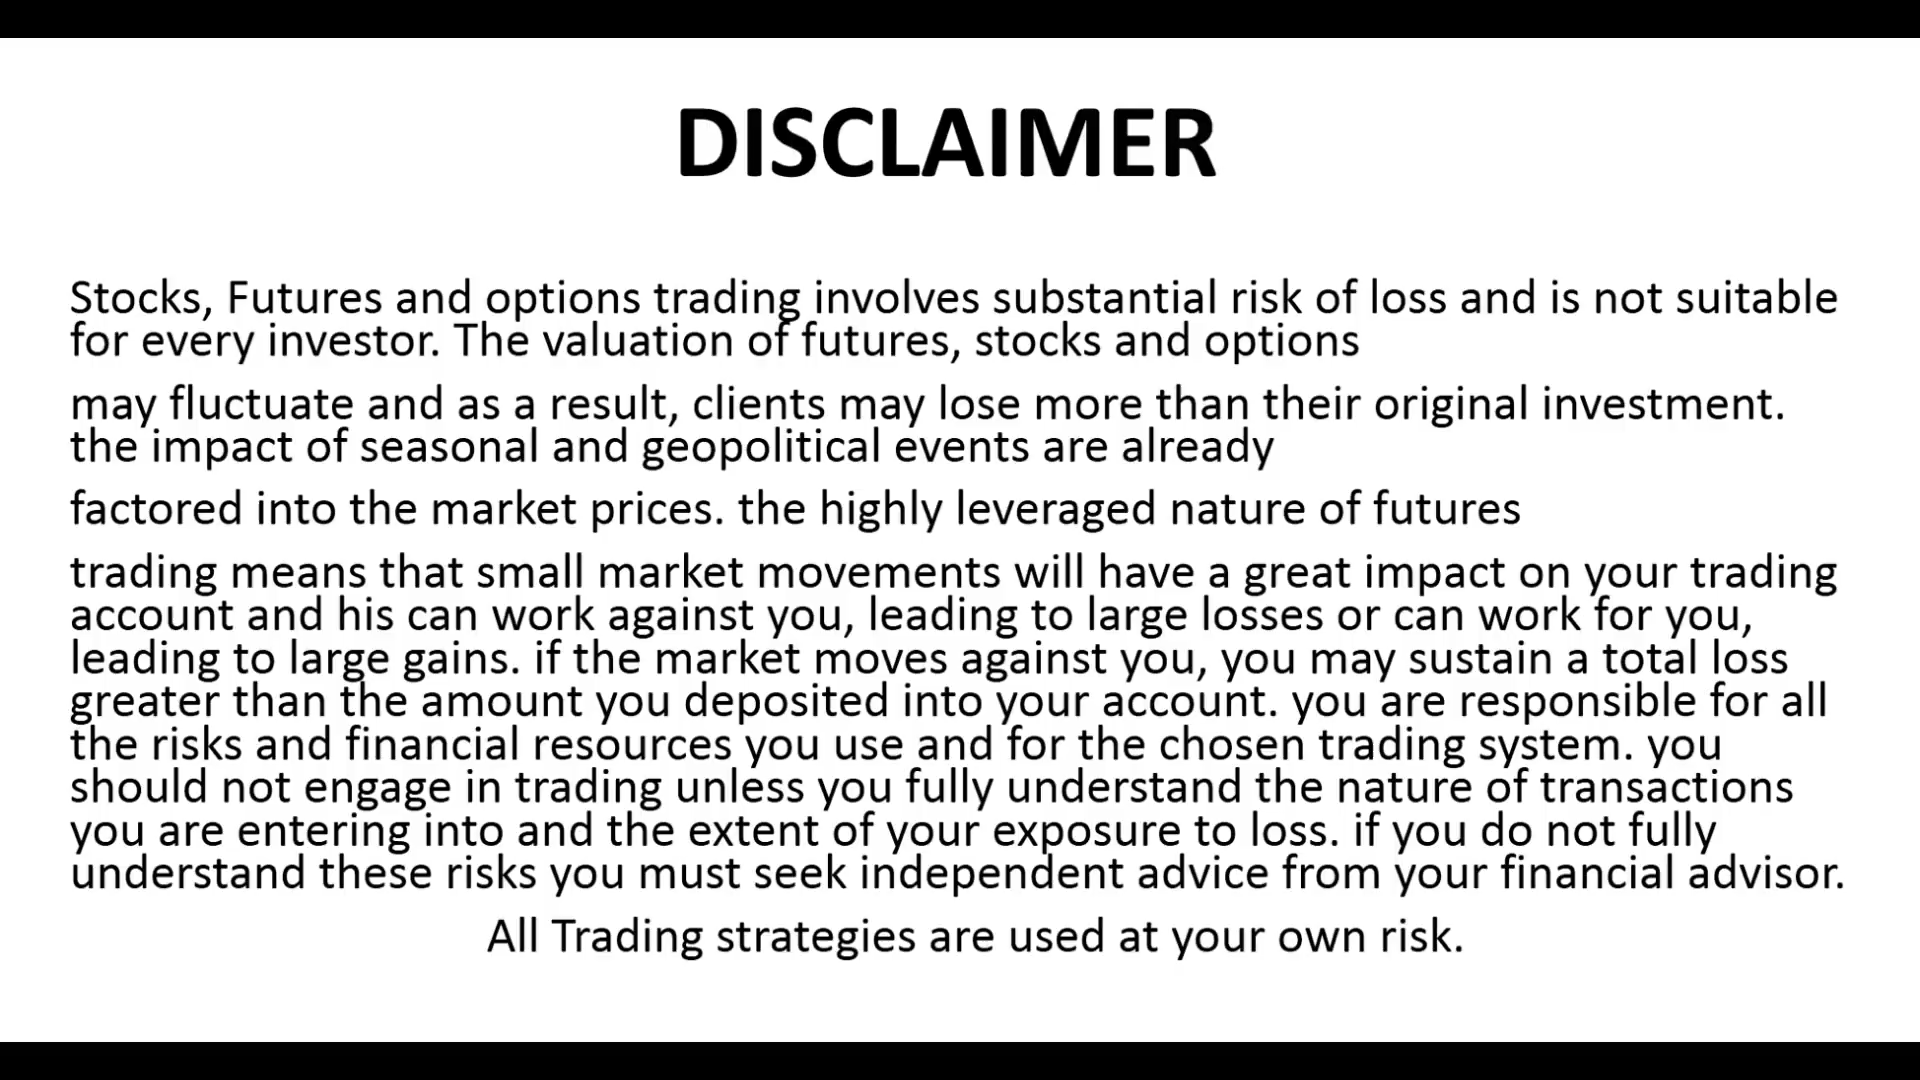 DISCLAIMER
Stocks, Futures and options trading involves substantial risk of loss and is not suitable
for every investor. The valuation of futures, stocks and options
may fluctuate and as a result, clients may lose more than their original investment.
the impact of seasonal and geopolitical events are already
factored into the market prices. the highly leveraged nature of futures
trading means that small market movements will have a great impact on your trading
account and his can work against you, leading to large losses or can work for you,
leading to large gains. if the market moves against you, you may sustain a total loss
greater than the amount you deposited into your account. you are responsible for all
the risks and financial resources you use and for the chosen trading system. you
should not engage in trading unless you fully understand the nature of transactions
you are entering into and the extent of your exposure to loss. if you do not fully
understand these risks you must seek independent advice from your financial advisor.
All Trading strategies are used at your own risk.